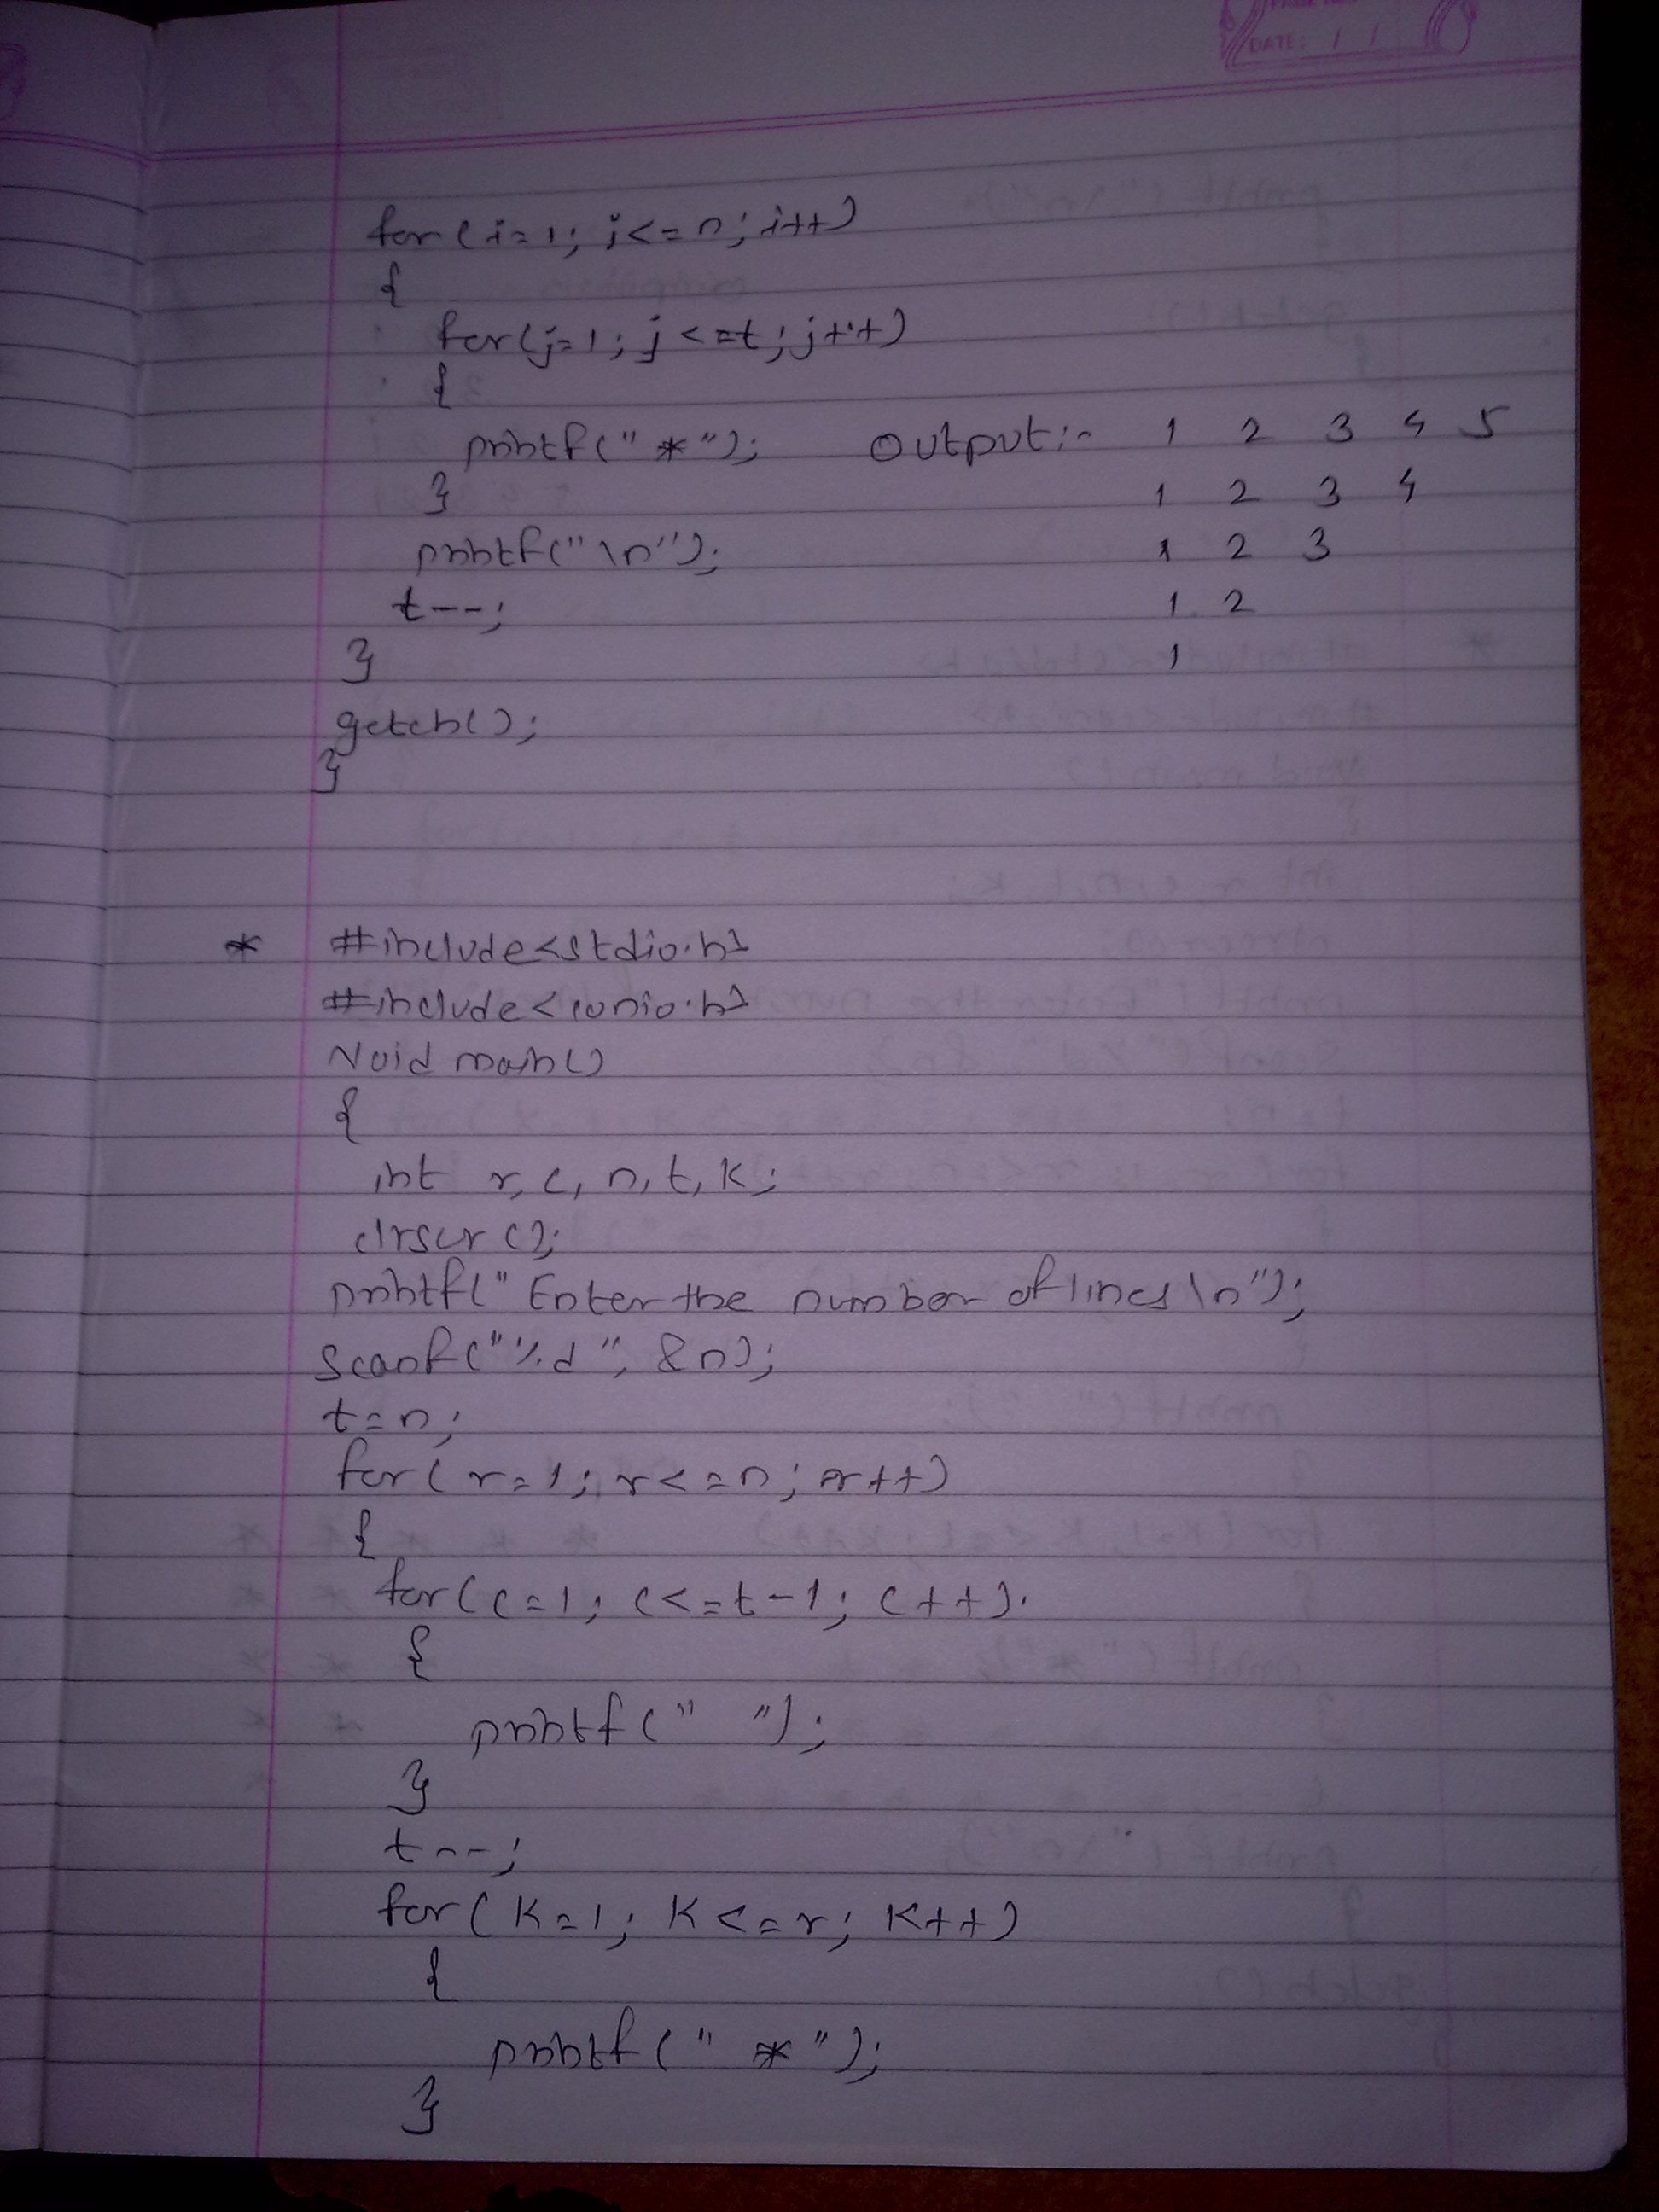 DATE: / /
for(i=1; i<=n; i++)
{
for(j=1; j<=t; j++)
{
printf(" * "); Output:- 1 2 3 4 5
} 1 2 3 4
printf("\n"); 1 2 3
t--; 1 2
} 1
getch();
}
* #include<stdio.h>
#include<conio.h>
Void main()
{
int r, c, n, t, k;
clrscr();
printf("Enter the number of lines \n");
Scanf("%d", &n);
t=n;
for(r=1; r<=n; r++)
{
for(c=1; c<=t-1; c++).
{
printf(" ");
}
t--;
for(K=1; K<=r; K++)
{
printf(" * ");
}